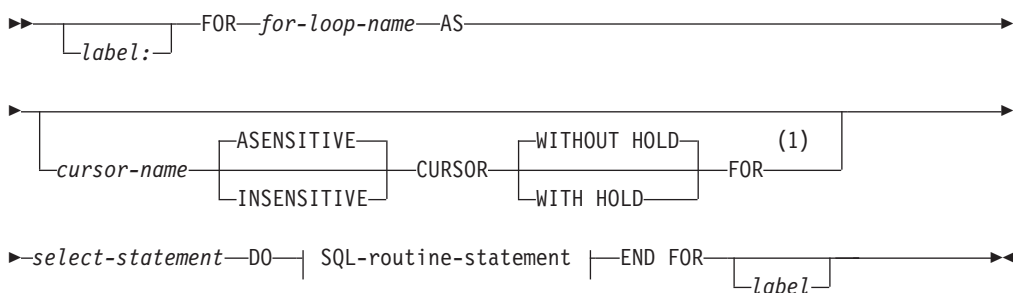 FOR for-loop-name AS
label:
ASENSITIVE WITHOUT HOLD (1)
cursor-name CURSOR FOR
INSENSITIVE WITH HOLD
select-statement DO SQL-routine-statement END FOR
label